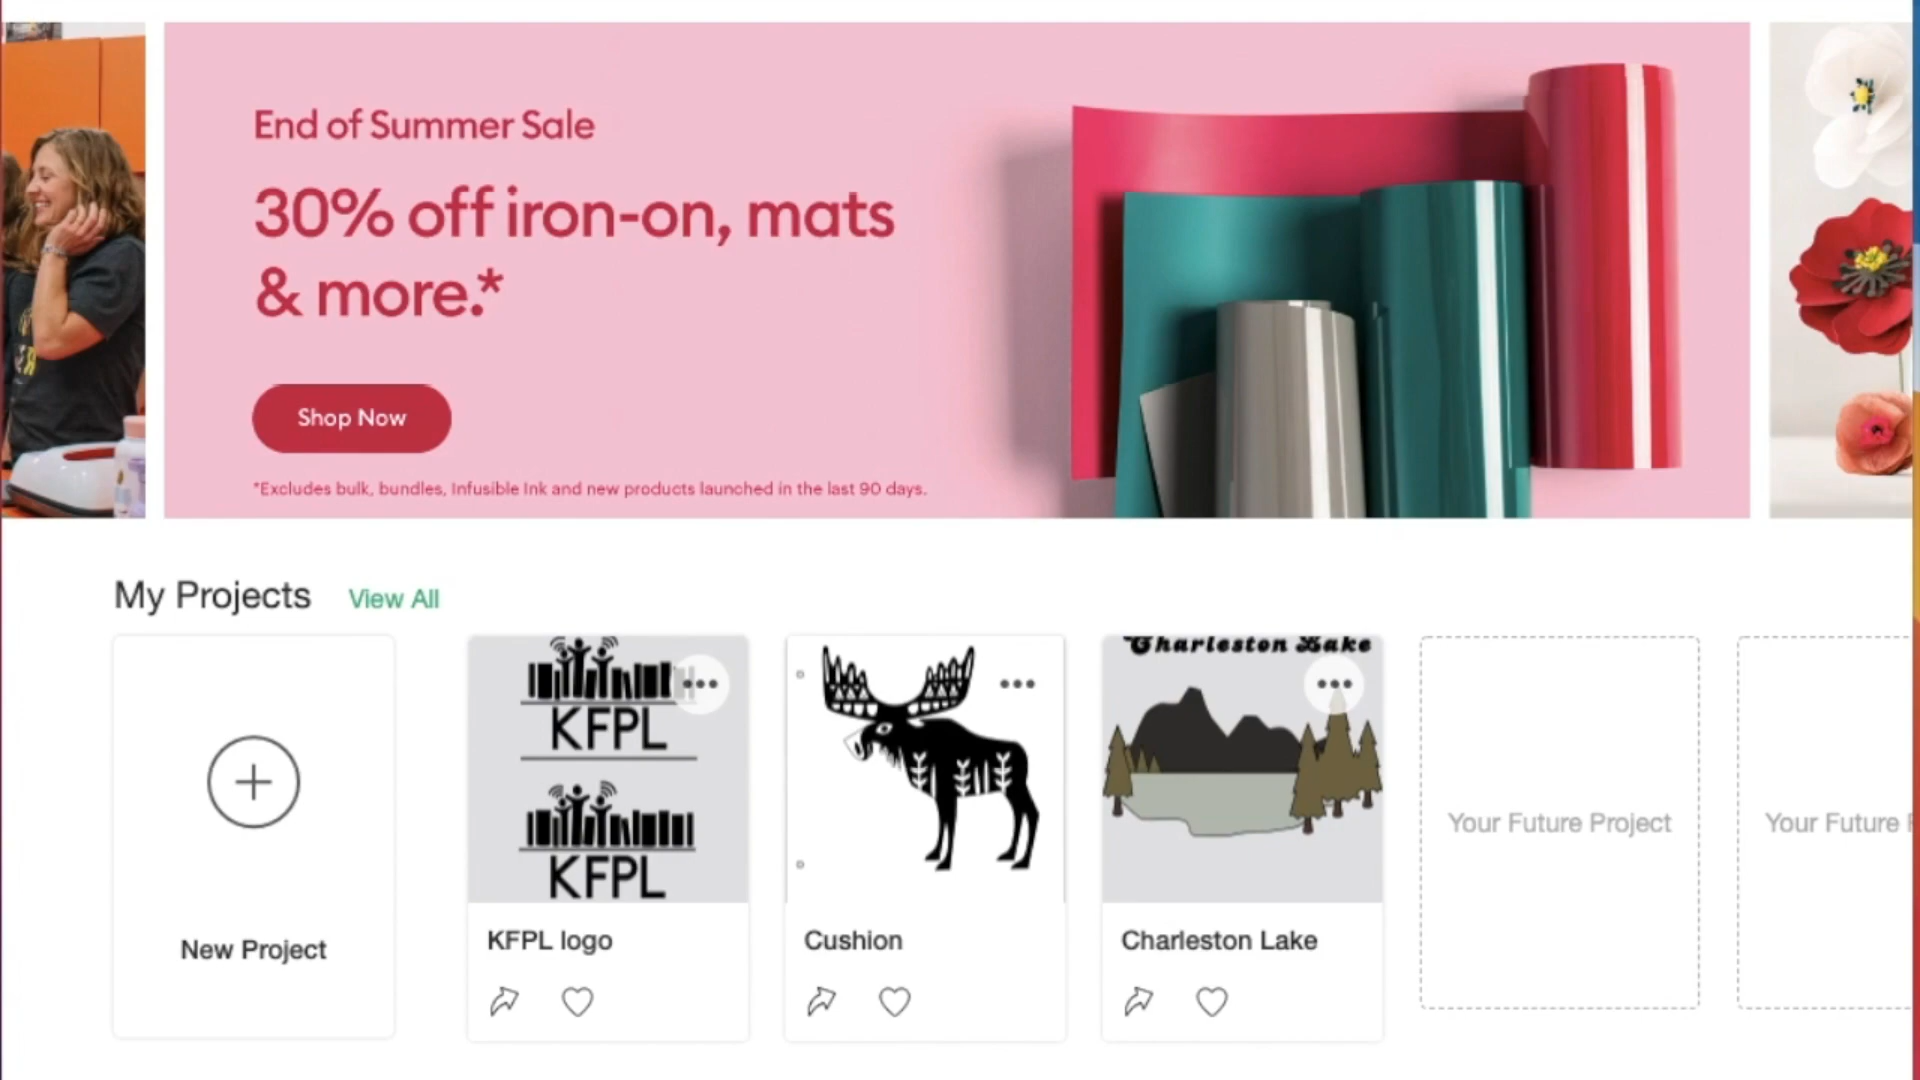 End of Summer Sale
30% off iron-on, mats
& more.*
Shop Now
*Excludes bulk, bundles, Infusible Ink and new products launched in the last 90 days.
My Projects View All
KFPL
KFPL
Charleston Lake
Your Future Project
Your Future
New Project
KFPL logo
Cushion
Charleston Lake